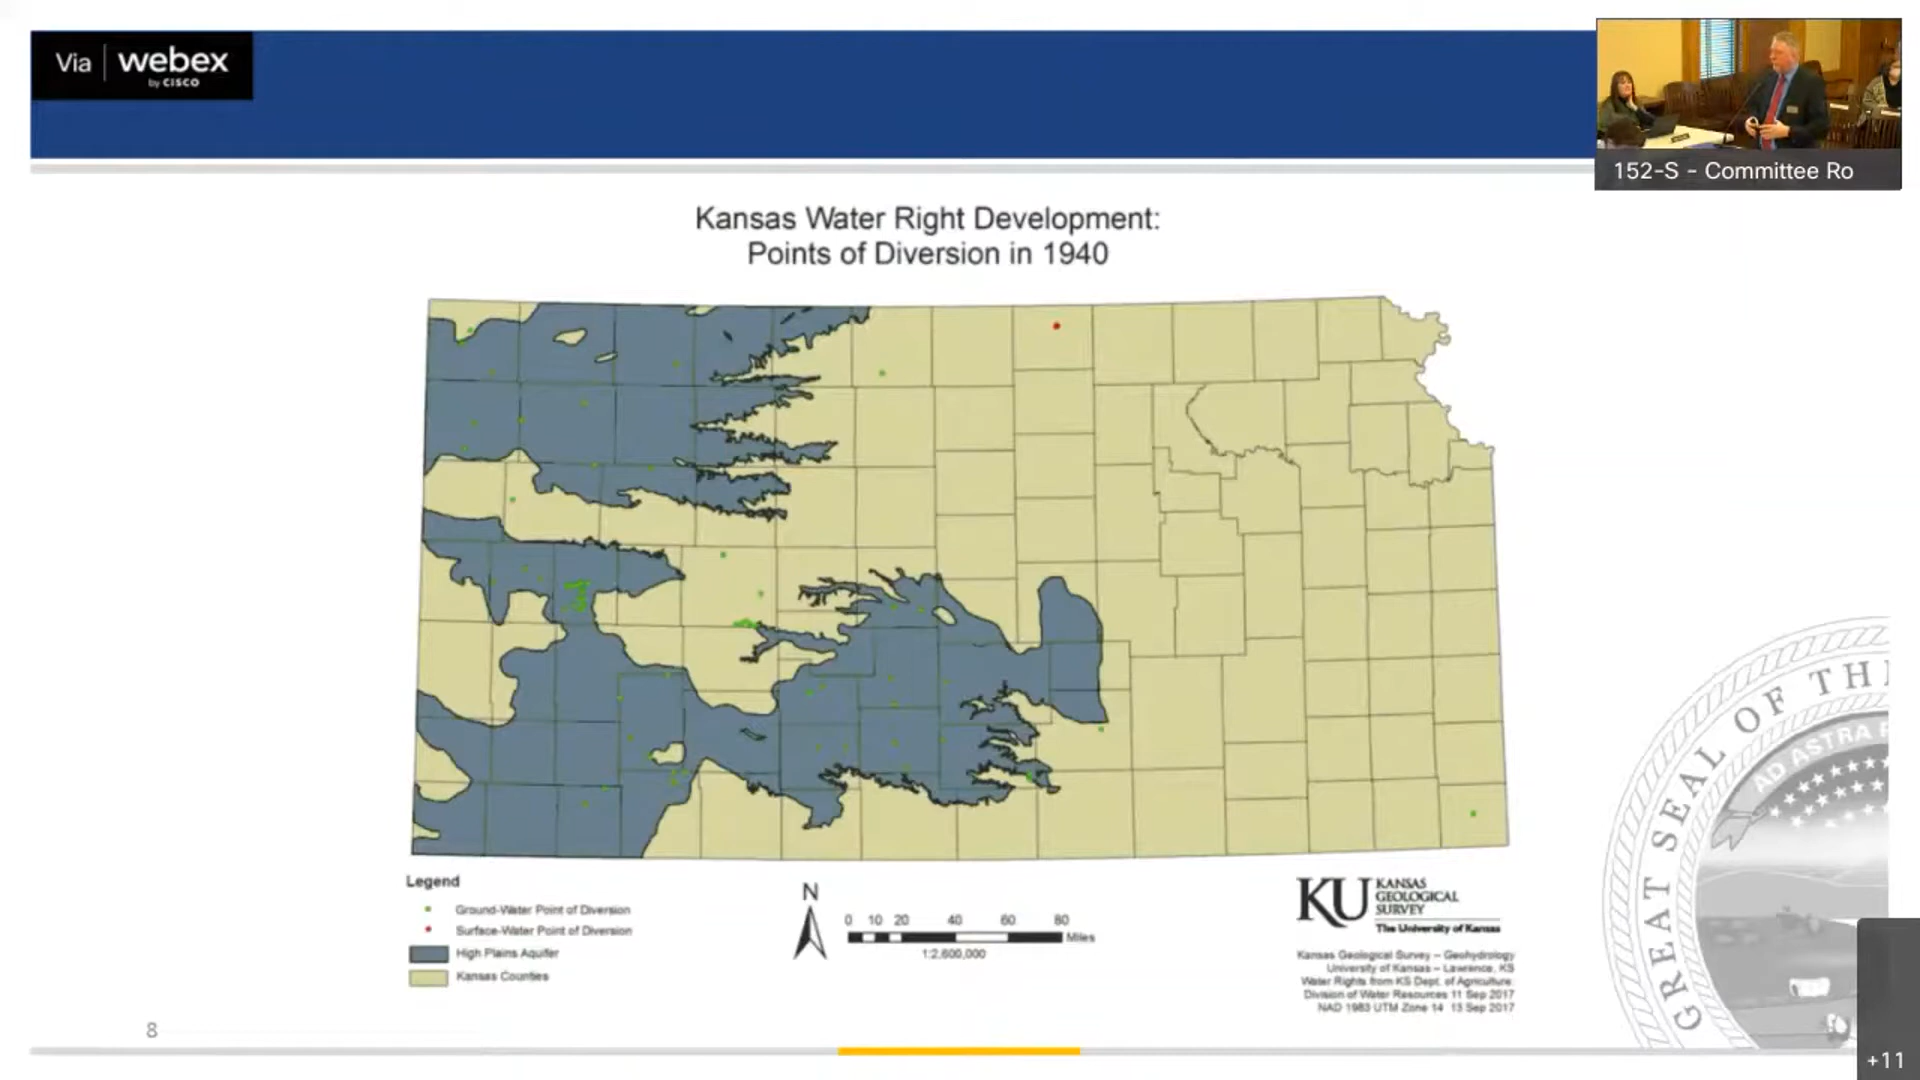 Via webex
by CISCO
152-S - Committee Ro
Kansas Water Right Development:
Points of Diversion in 1940
Legend
Ground-Water Point of Diversion
Surface-Water Point of Diversion
High Plains Aquifer
Kansas Counties
N
0 10 20 40 60 80
Miles
1:2,600,000
KU KANSAS
GEOLOGICAL
SURVEY
The University of Kansas
Kansas Geological Survey – Geohydrology
University of Kansas – Lawrence, KS
Water Rights from KS Dept. of Agriculture:
Division of Water Resources 11 Sep 2017
NAD 1983 UTM Zone 14 13 Sep 2017
GREAT SEAL OF TH
AD ASTRA
8
+11